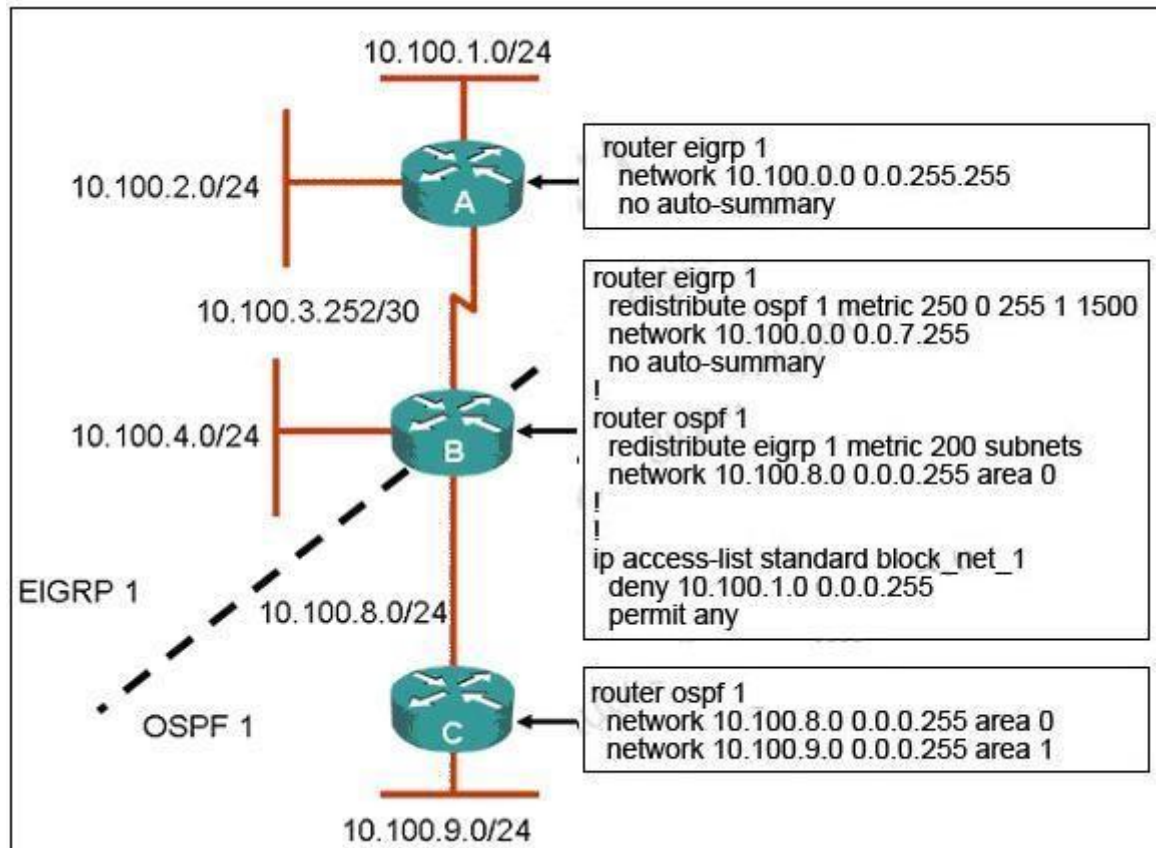 10.100.1.0/24
10.100.2.0/24
A
router eigrp 1
network 10.100.0.0 0.0.255.255
no auto-summary
10.100.3.252/30
10.100.4.0/24
B
router eigrp 1
redistribute ospf 1 metric 250 0 255 1 1500
network 10.100.0.0 0.0.7.255
no auto-summary
!
router ospf 1
redistribute eigrp 1 metric 200 subnets
network 10.100.8.0 0.0.0.255 area 0
!
!
ip access-list standard block_net_1
deny 10.100.1.0 0.0.0.255
permit any
EIGRP 1
10.100.8.0/24
OSPF 1
C
router ospf 1
network 10.100.8.0 0.0.0.255 area 0
network 10.100.9.0 0.0.0.255 area 1
10.100.9.0/24